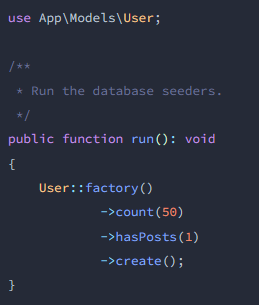 use App\Models\User;
/**
 * Run the database seeders.
 */
public function run(): void
{
    User::factory()
            ->count(50)
            ->hasPosts(1)
            ->create();
}